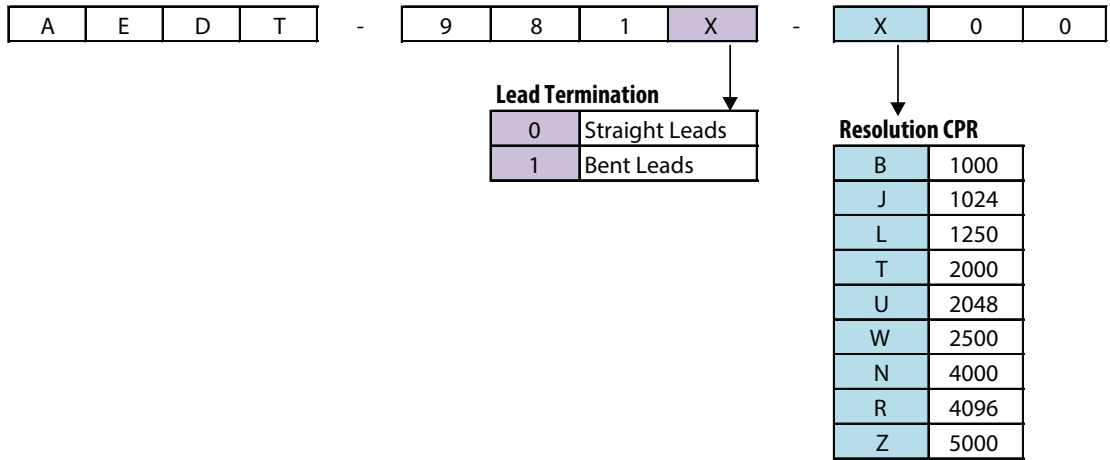 A E D T - 9 8 1 X - X 0 0
Lead Termination
0 Straight Leads
1 Bent Leads
Resolution CPR
B 1000
J 1024
L 1250
T 2000
U 2048
W 2500
N 4000
R 4096
Z 5000